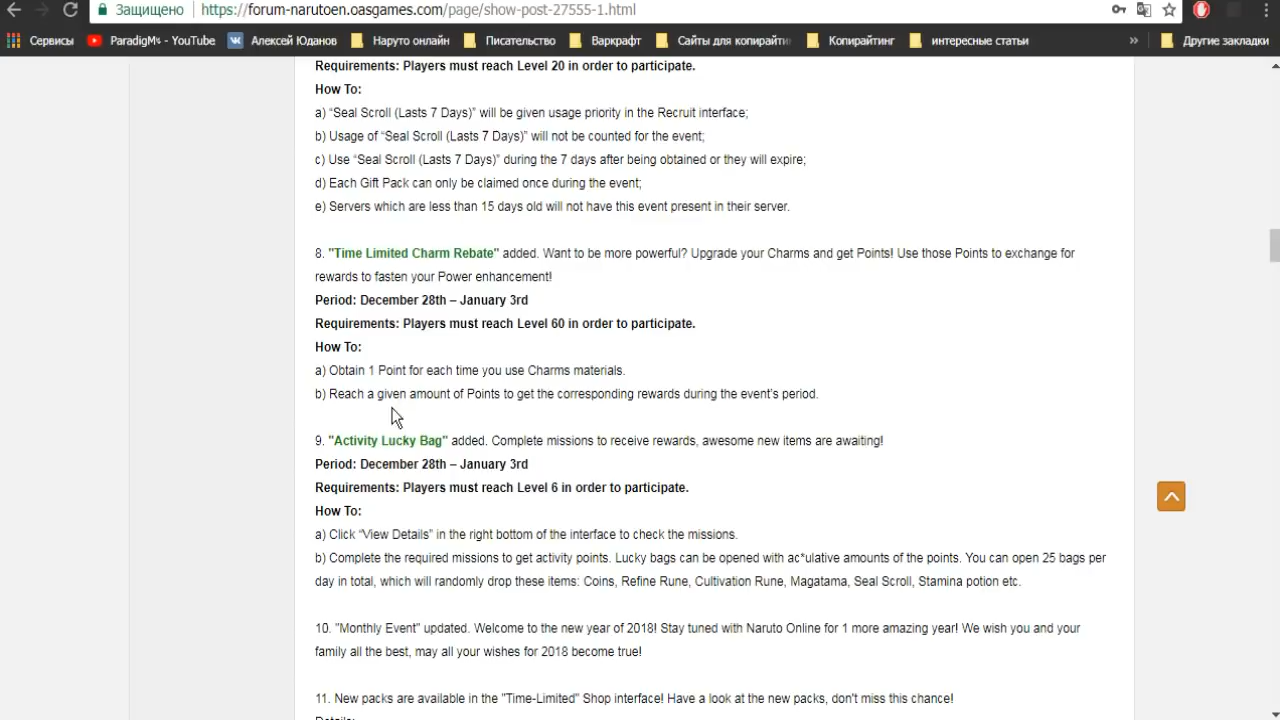 Защищено https://forum-narutoen.oasgames.com/page/show-post-27555-1.html
Сервисы ParadigMъ - YouTube Алексей Юданов Наруто онлайн Писательство Варкрафт Сайты для копирайти Копирайтинг интересные статьи » Другие закладки
Requirements: Players must reach Level 20 in order to participate.
How To:
a) “Seal Scroll (Lasts 7 Days)” will be given usage priority in the Recruit interface;
b) Usage of “Seal Scroll (Lasts 7 Days)” will not be counted for the event;
c) Use “Seal Scroll (Lasts 7 Days)” during the 7 days after being obtained or they will expire;
d) Each Gift Pack can only be claimed once during the event;
e) Servers which are less than 15 days old will not have this event present in their server.
8. "Time Limited Charm Rebate" added. Want to be more powerful? Upgrade your Charms and get Points! Use those Points to exchange for
rewards to fasten your Power enhancement!
Period: December 28th – January 3rd
Requirements: Players must reach Level 60 in order to participate.
How To:
a) Obtain 1 Point for each time you use Charms materials.
b) Reach a given amount of Points to get the corresponding rewards during the event’s period.
9. "Activity Lucky Bag" added. Complete missions to receive rewards, awesome new items are awaiting!
Period: December 28th – January 3rd
Requirements: Players must reach Level 6 in order to participate.
How To:
a) Click “View Details” in the right bottom of the interface to check the missions.
b) Complete the required missions to get activity points. Lucky bags can be opened with ac*ulative amounts of the points. You can open 25 bags per
day in total, which will randomly drop these items: Coins, Refine Rune, Cultivation Rune, Magatama, Seal Scroll, Stamina potion etc.
10. "Monthly Event" updated. Welcome to the new year of 2018! Stay tuned with Naruto Online for 1 more amazing year! We wish you and your
family all the best, may all your wishes for 2018 become true!
11. New packs are available in the "Time-Limited" Shop interface! Have a look at the new packs, don't miss this chance!
Details: